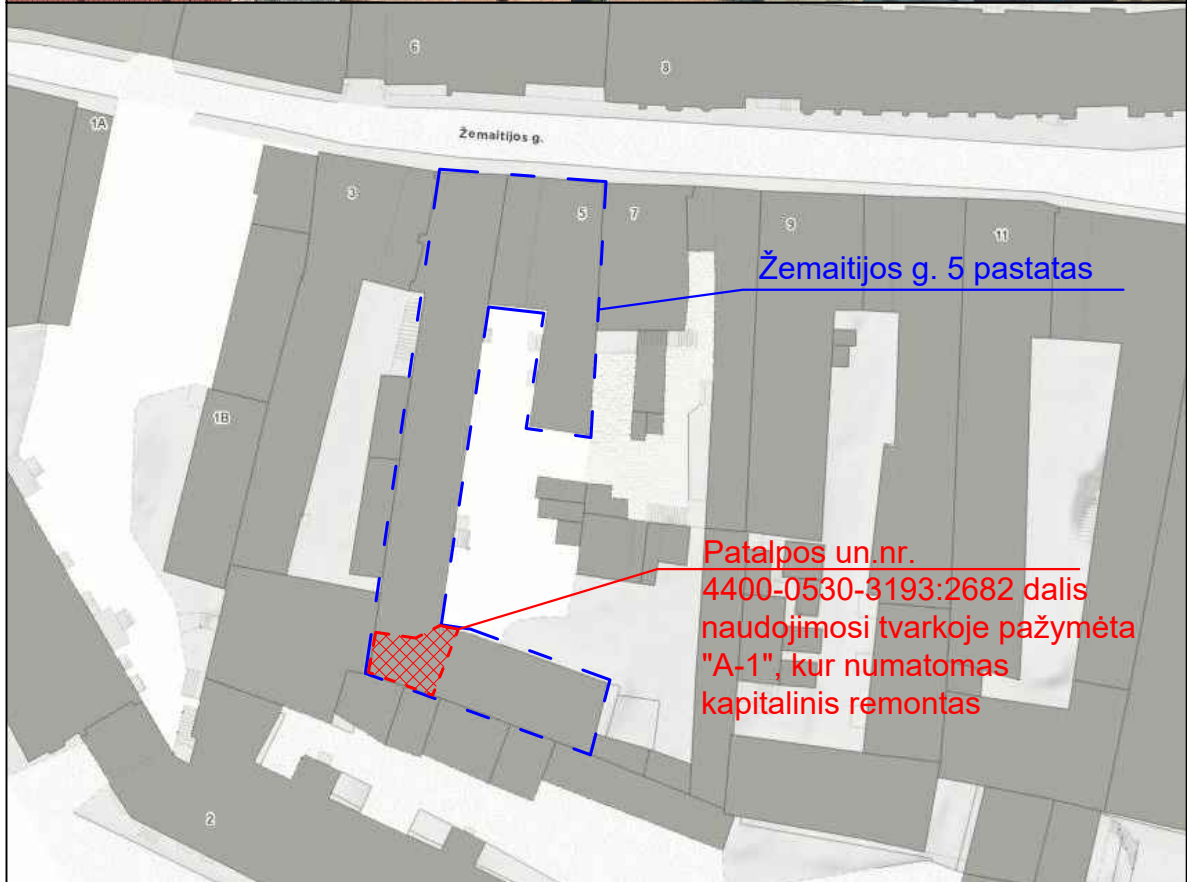 6
8
1A
Žemaitijos g.
3
5
7
9
11
Žemaitijos g. 5 pastatas
1B
Patalpos un.nr.
4400-0530-3193:2682 dalis
naudojimosi tvarkoje pažymėta
"A-1", kur numatomas
kapitalinis remontas
2